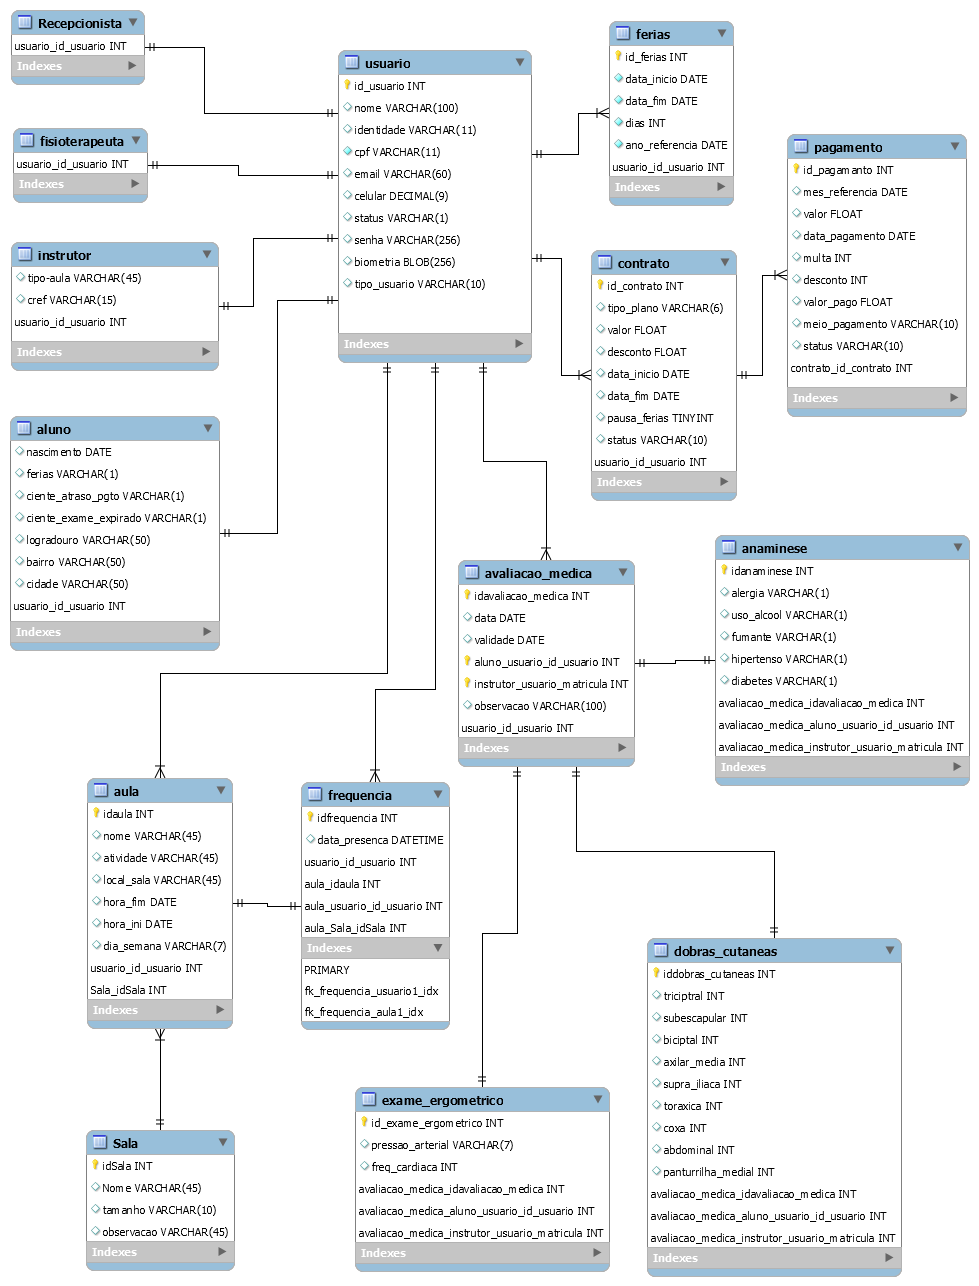 Recepcionista
usuario_id_usuario INT
Indexes
fisioterapeuta
usuario_id_usuario INT
Indexes
instrutor
tipo-aula VARCHAR(45)
cref VARCHAR(15)
usuario_id_usuario INT
Indexes
aluno
nascimento DATE
ferias VARCHAR(1)
ciente_atraso_pgto VARCHAR(1)
ciente_exame_expirado VARCHAR(1)
logradouro VARCHAR(50)
bairro VARCHAR(50)
cidade VARCHAR(50)
usuario_id_usuario INT
Indexes
usuario
id_usuario INT
nome VARCHAR(100)
identidade VARCHAR(11)
cpf VARCHAR(11)
email VARCHAR(60)
celular DECIMAL(9)
status VARCHAR(1)
senha VARCHAR(256)
biometria BLOB(256)
tipo_usuario VARCHAR(10)
Indexes
ferias
id_ferias INT
data_inicio DATE
data_fim DATE
dias INT
ano_referencia DATE
usuario_id_usuario INT
Indexes
contrato
id_contrato INT
tipo_plano VARCHAR(6)
valor FLOAT
desconto FLOAT
data_inicio DATE
data_fim DATE
pausa_ferias TINYINT
status VARCHAR(10)
usuario_id_usuario INT
Indexes
pagamento
id_pagamanto INT
mes_referencia DATE
valor FLOAT
data_pagamento DATE
multa INT
desconto INT
valor_pago FLOAT
meio_pagamento VARCHAR(10)
status VARCHAR(10)
contrato_id_contrato INT
Indexes
avaliacao_medica
idavaliacao_medica INT
data DATE
validade DATE
aluno_usuario_id_usuario INT
instrutor_usuario_matricula INT
observacao VARCHAR(100)
usuario_id_usuario INT
Indexes
anaminese
idanaminese INT
alergia VARCHAR(1)
uso_alcool VARCHAR(1)
fumante VARCHAR(1)
hipertenso VARCHAR(1)
diabetes VARCHAR(1)
avaliacao_medica_idavaliacao_medica INT
avaliacao_medica_aluno_usuario_id_usuario INT
avaliacao_medica_instrutor_usuario_matricula INT
Indexes
aula
idaula INT
nome VARCHAR(45)
atividade VARCHAR(45)
local_sala VARCHAR(45)
hora_fim DATE
hora_ini DATE
dia_semana VARCHAR(7)
usuario_id_usuario INT
Sala_idSala INT
Indexes
frequencia
idfrequencia INT
data_presenca DATETIME
usuario_id_usuario INT
aula_idaula INT
aula_usuario_id_usuario INT
aula_Sala_idSala INT
Indexes
PRIMARY
fk_frequencia_usuario1_idx
fk_frequencia_aula1_idx
Sala
idSala INT
Nome VARCHAR(45)
tamanho VARCHAR(10)
observacao VARCHAR(45)
Indexes
exame_ergometrico
id_exame_ergometrico INT
pressao_arterial VARCHAR(7)
freq_cardiaca INT
avaliacao_medica_idavaliacao_medica INT
avaliacao_medica_aluno_usuario_id_usuario INT
avaliacao_medica_instrutor_usuario_matricula INT
Indexes
dobras_cutaneas
iddobras_cutaneas INT
triciptral INT
subescapular INT
biciptal INT
axilar_media INT
supra_iliaca INT
toraxica INT
coxa INT
abdominal INT
panturrilha_medial INT
avaliacao_medica_idavaliacao_medica INT
avaliacao_medica_aluno_usuario_id_usuario INT
avaliacao_medica_instrutor_usuario_matricula INT
Indexes